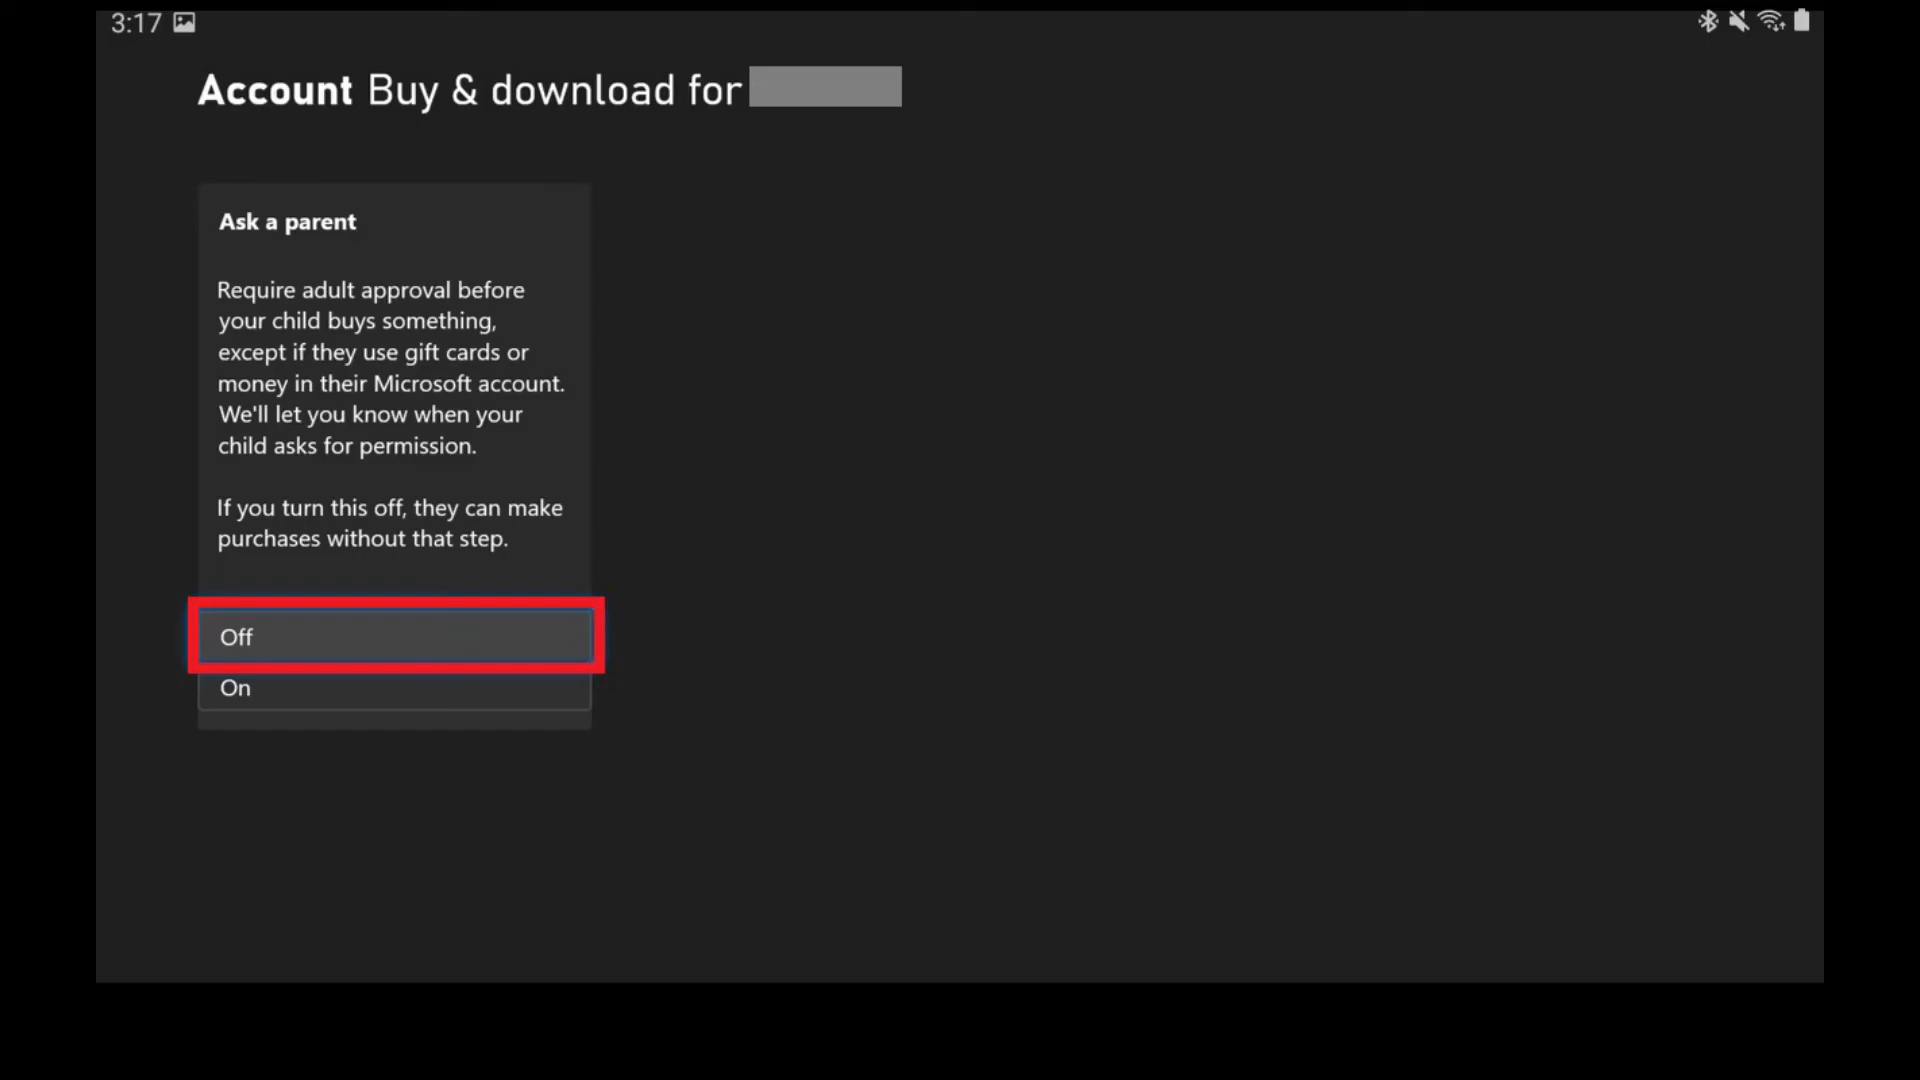 3:17
Account Buy & download for
Ask a parent
Require adult approval before
your child buys something,
except if they use gift cards or
money in their Microsoft account.
We'll let you know when your
child asks for permission.
If you turn this off, they can make
purchases without that step.
Off
On